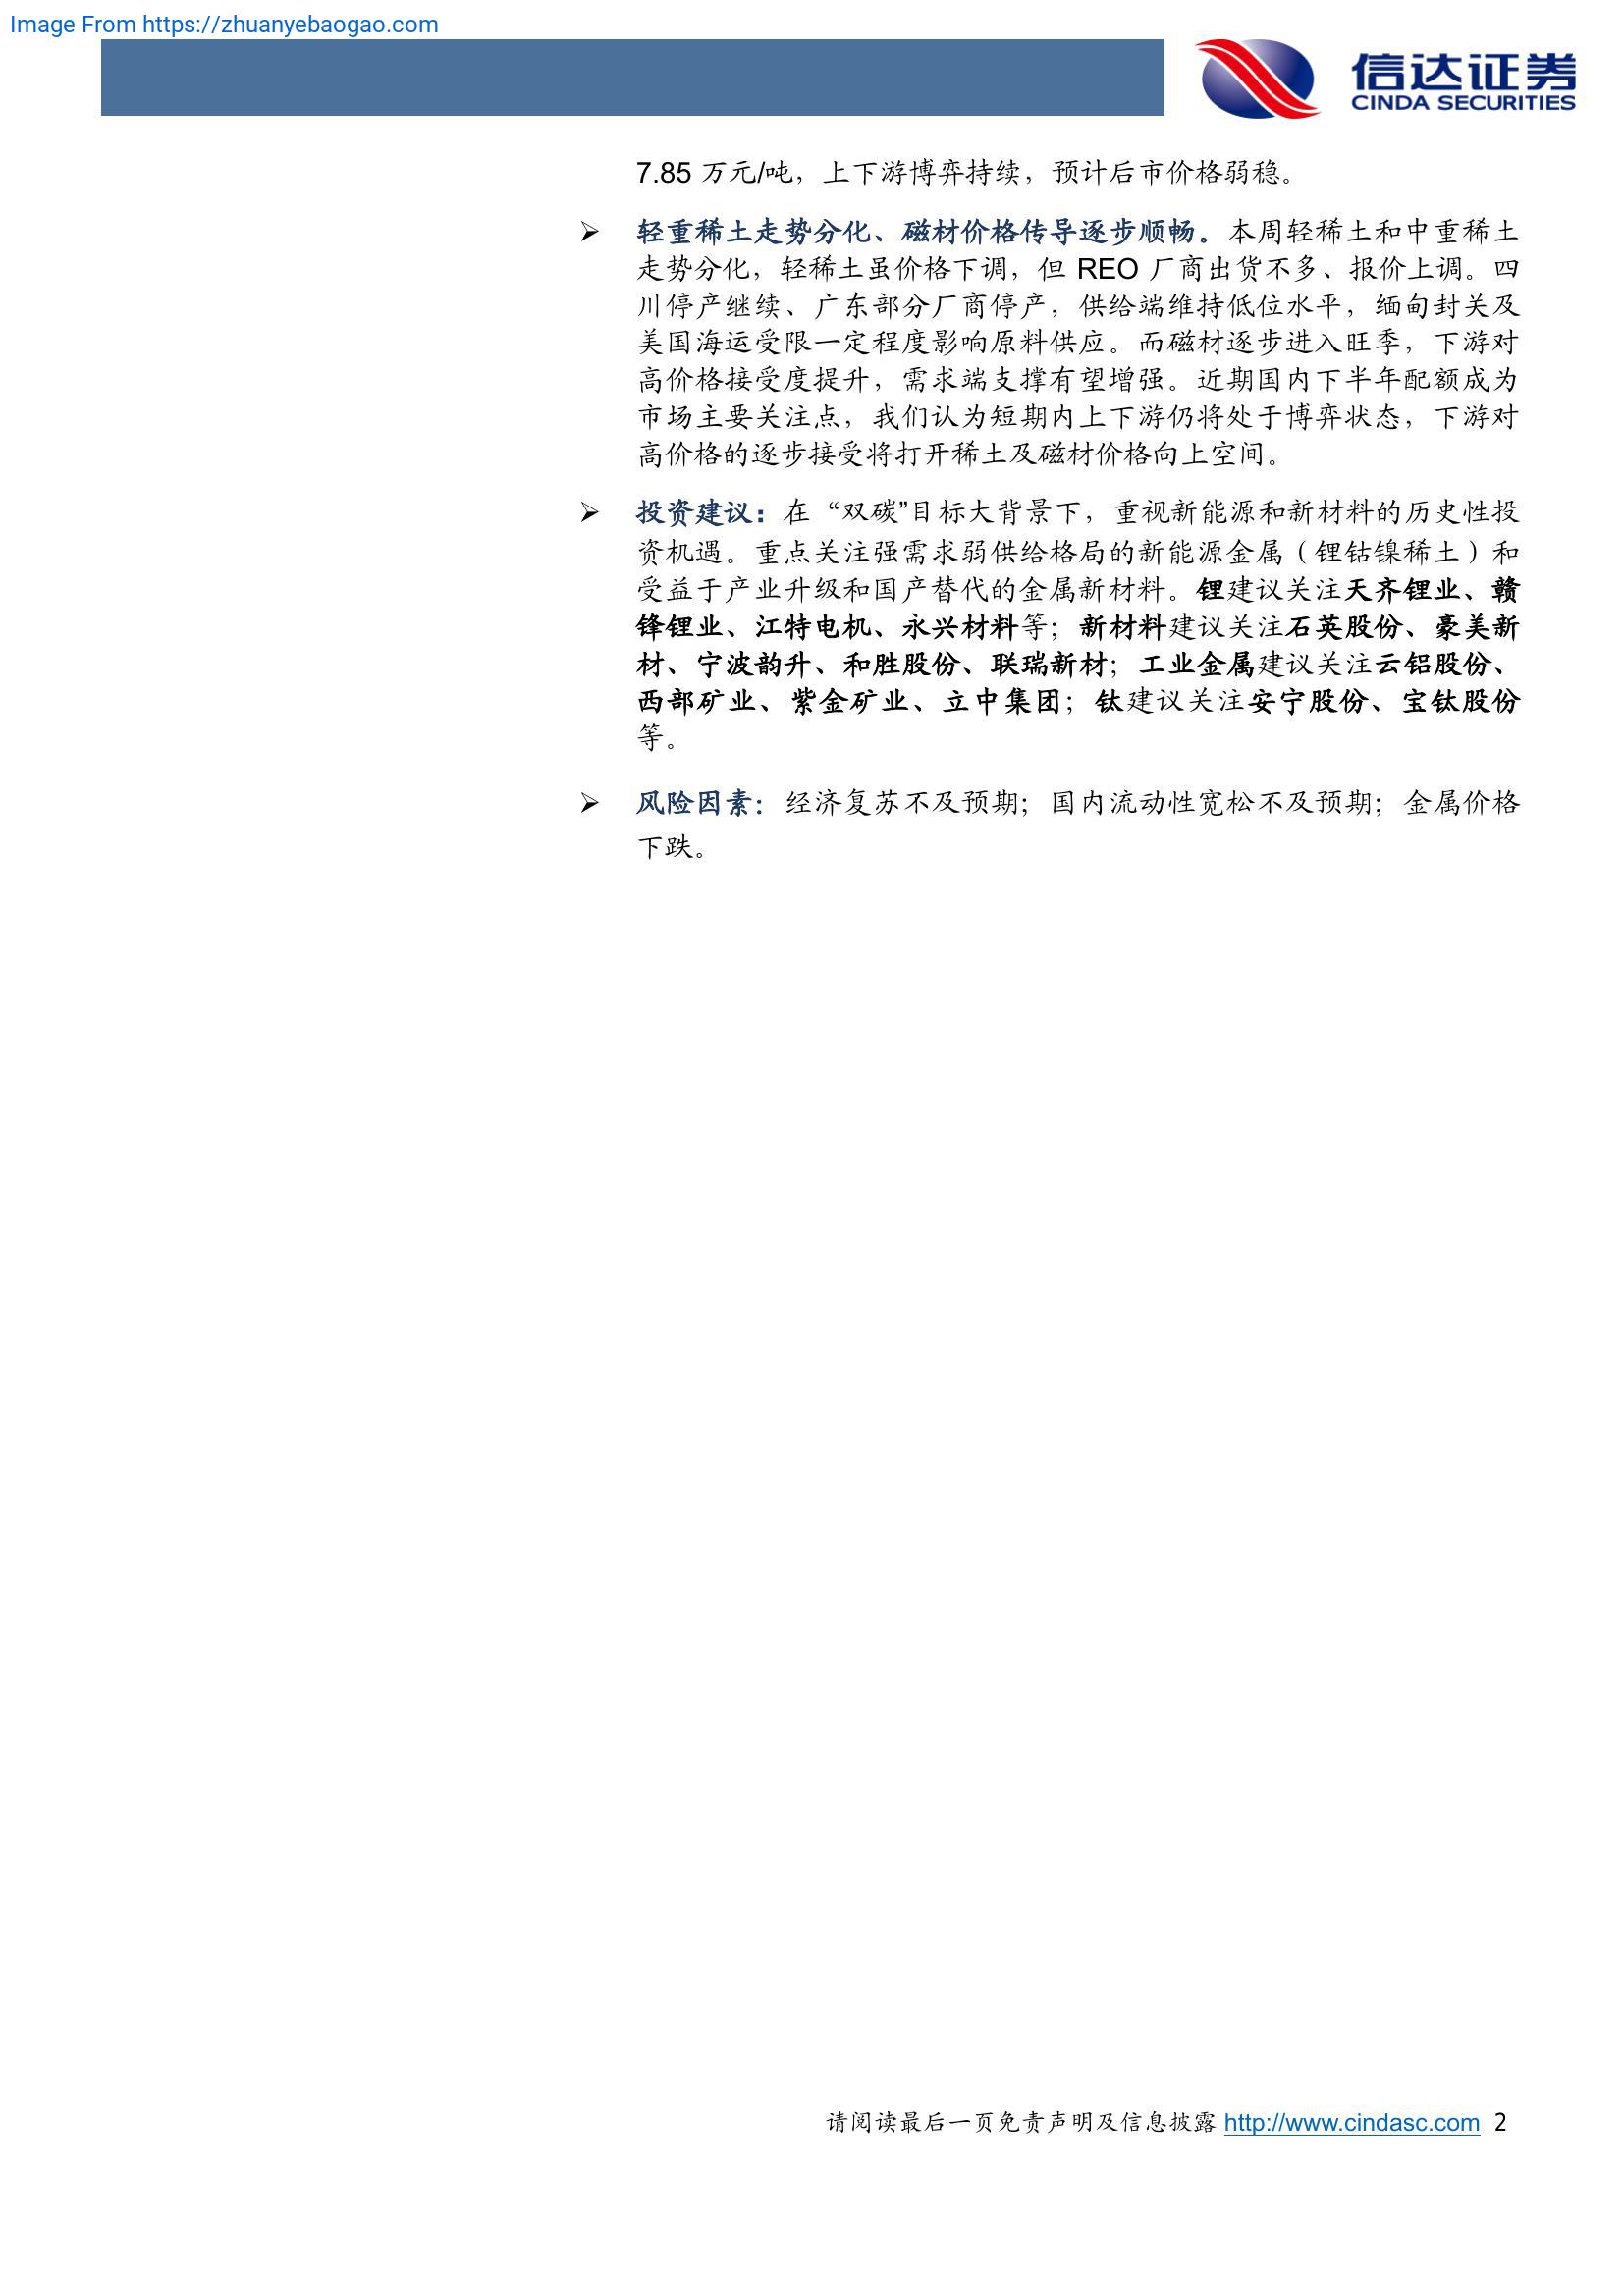 Image From https://zhuanyebaogao.com
信达证券
CINDA SECURITIES
7.85 万元/吨，上下游博弈持续，预计后市价格弱稳。
➢ 轻重稀土走势分化、磁材价格传导逐步顺畅。本周轻稀土和中重稀土
走势分化，轻稀土虽价格下调，但 REO 厂商出货不多、报价上调。四
川停产继续、广东部分厂商停产，供给端维持低位水平，缅甸封关及
美国海运受限一定程度影响原料供应。而磁材逐步进入旺季，下游对
高价格接受度提升，需求端支撑有望增强。近期国内下半年配额成为
市场主要关注点，我们认为短期内上下游仍将处于博弈状态，下游对
高价格的逐步接受将打开稀土及磁材价格向上空间。
➢ 投资建议：在“双碳”目标大背景下，重视新能源和新材料的历史性投
资机遇。重点关注强需求弱供给格局的新能源金属（锂钴镍稀土）和
受益于产业升级和国产替代的金属新材料。锂建议关注天齐锂业、赣
锋锂业、江特电机、永兴材料等；新材料建议关注石英股份、豪美新
材、宁波韵升、和胜股份、联瑞新材；工业金属建议关注云铝股份、
西部矿业、紫金矿业、立中集团；钛建议关注安宁股份、宝钛股份
等。
➢ 风险因素：经济复苏不及预期；国内流动性宽松不及预期；金属价格
下跌。
请阅读最后一页免责声明及信息披露 http://www.cindasc.com 2